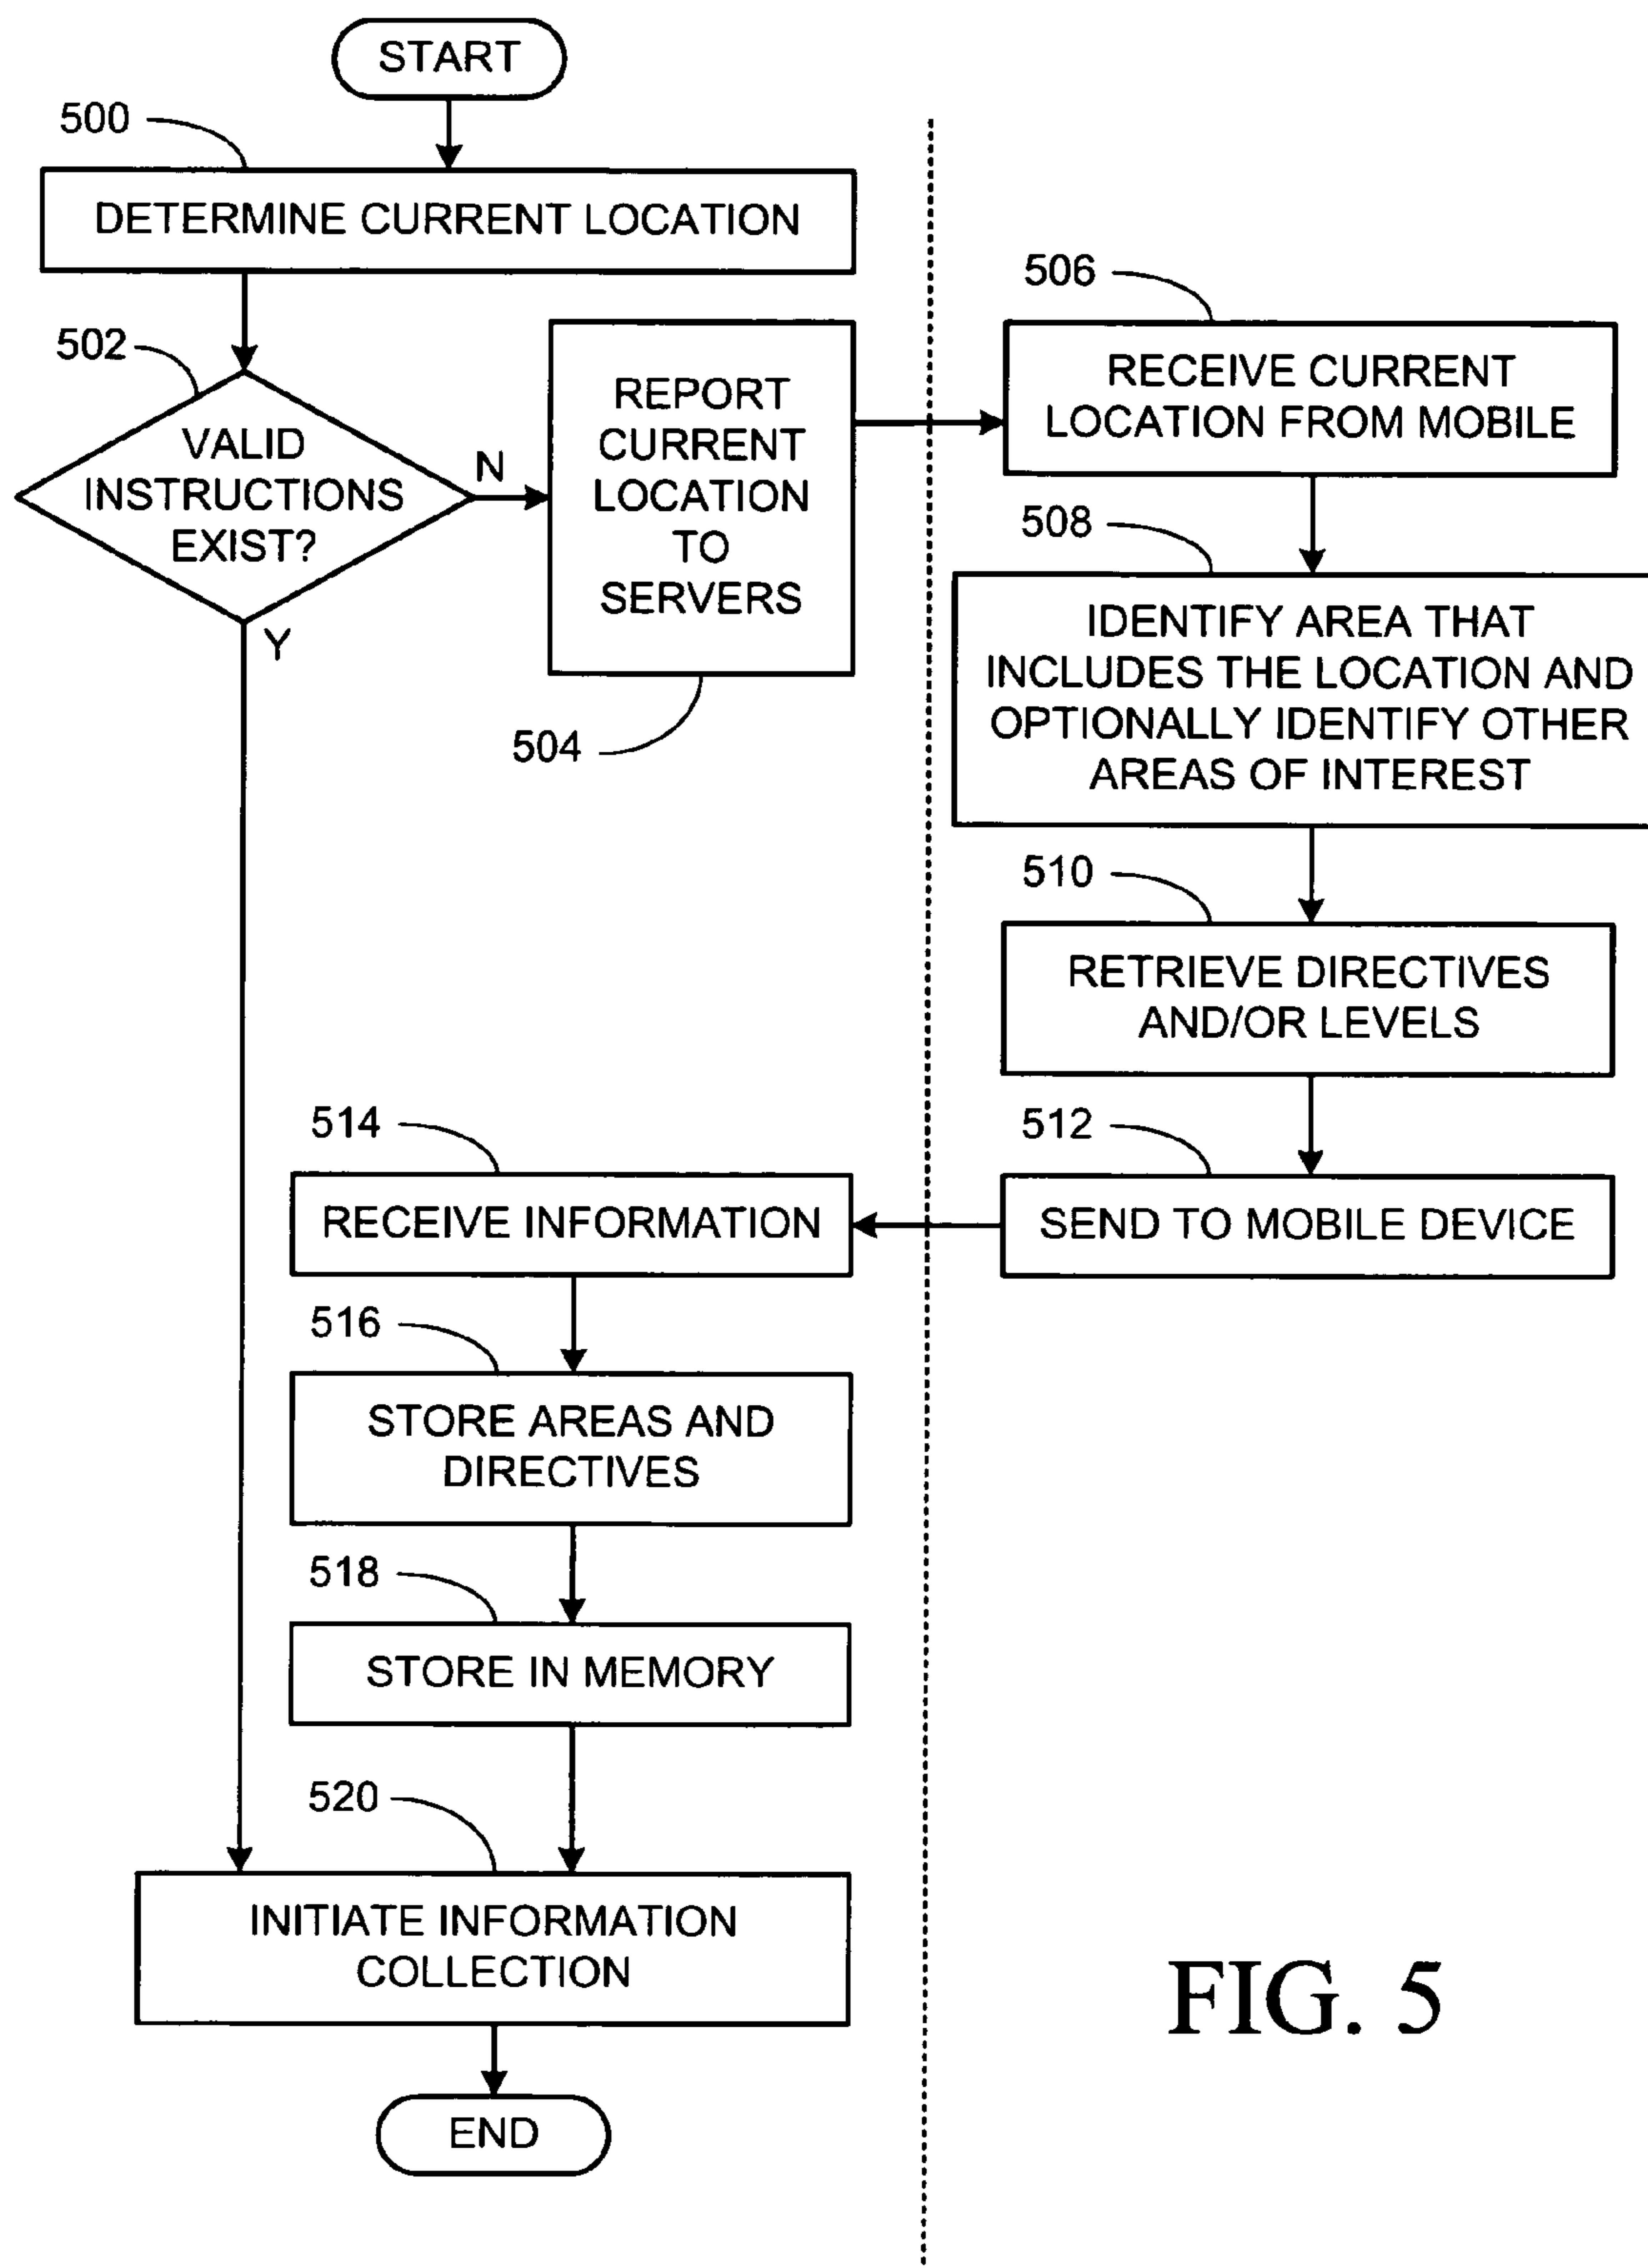 START
500
DETERMINE CURRENT LOCATION
502
VALID
INSTRUCTIONS
EXIST?
N
Y
REPORT
CURRENT
LOCATION
TO
SERVERS
504
506
RECEIVE CURRENT
LOCATION FROM MOBILE
508
IDENTIFY AREA THAT
INCLUDES THE LOCATION AND
OPTIONALLY IDENTIFY OTHER
AREAS OF INTEREST
510
RETRIEVE DIRECTIVES
AND/OR LEVELS
512
SEND TO MOBILE DEVICE
514
RECEIVE INFORMATION
516
STORE AREAS AND
DIRECTIVES
518
STORE IN MEMORY
520
INITIATE INFORMATION
COLLECTION
END
FIG. 5